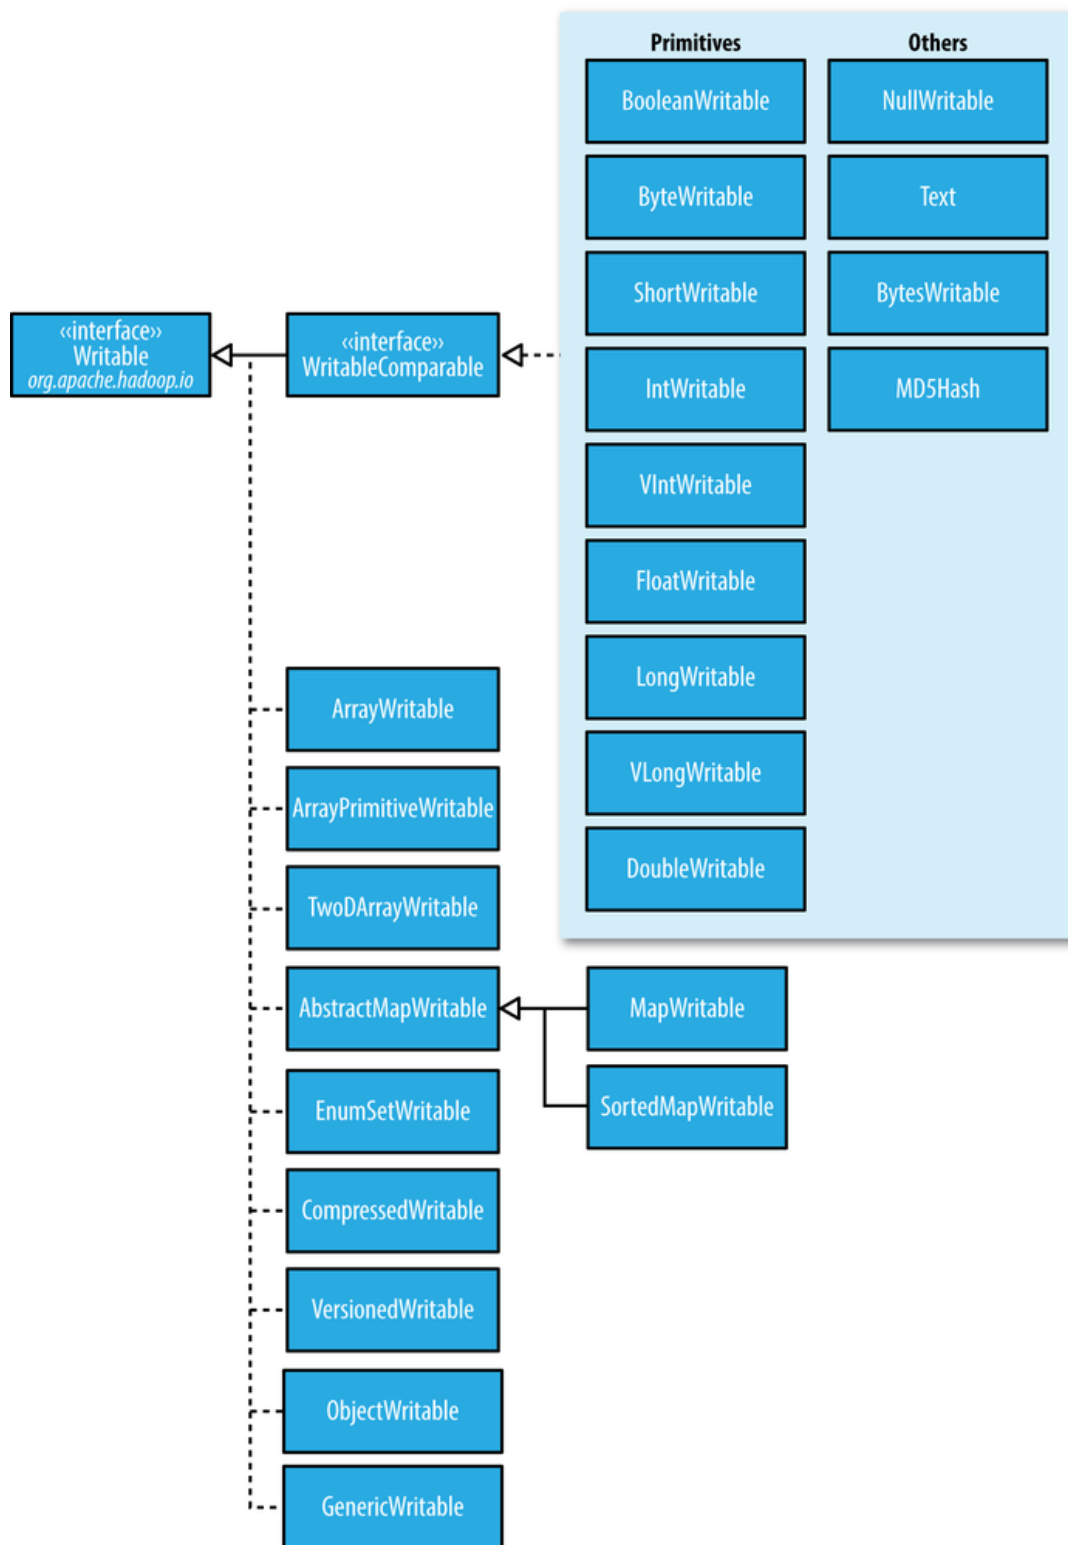 Primitives
Others
BooleanWritable
NullWritable
ByteWritable
Text
ShortWritable
BytesWritable
«interface»
Writable
org.apache.hadoop.io
«interface»
WritableComparable
IntWritable
MD5Hash
VIntWritable
FloatWritable
LongWritable
ArrayWritable
VLongWritable
ArrayPrimitiveWritable
DoubleWritable
TwoDArrayWritable
AbstractMapWritable
MapWritable
SortedMapWritable
EnumSetWritable
CompressedWritable
VersionedWritable
ObjectWritable
GenericWritable